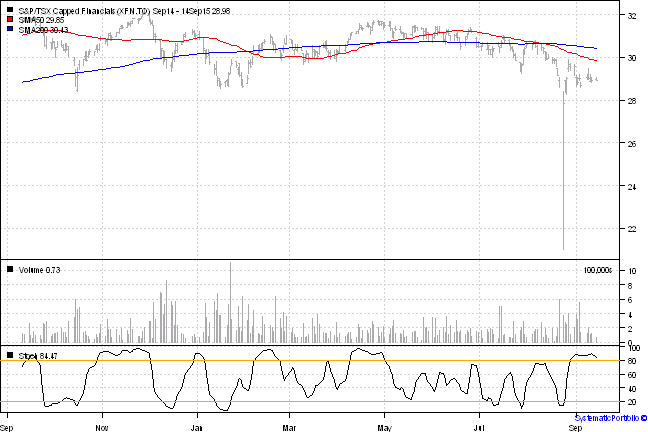 S&P/TSX Capped Financials (XFN.TO) Sep14 - 14Sep15 28.98
SMA50 29.85
SMA200 30.43
32
30
28
26
24
22
Volume 0.73
100,000s
10
8
6
4
2
0
Stock 84.47
100
80
60
40
20
Sep Nov Jan Mar May Jul Sep
SystematicPortfolio ©